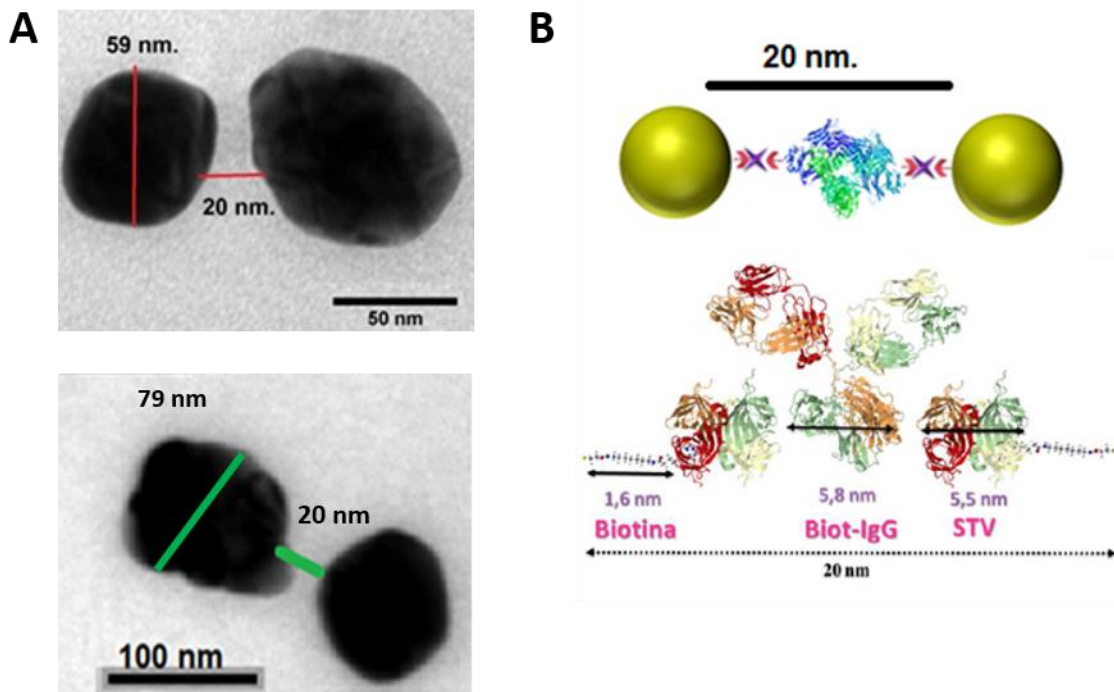 A
59 nm.
20 nm.
50 nm
79 nm
20 nm
100 nm
B
20 nm.
1,6 nm
5,8 nm
5,5 nm
Biotina
Biot-IgG
STV
20 nm